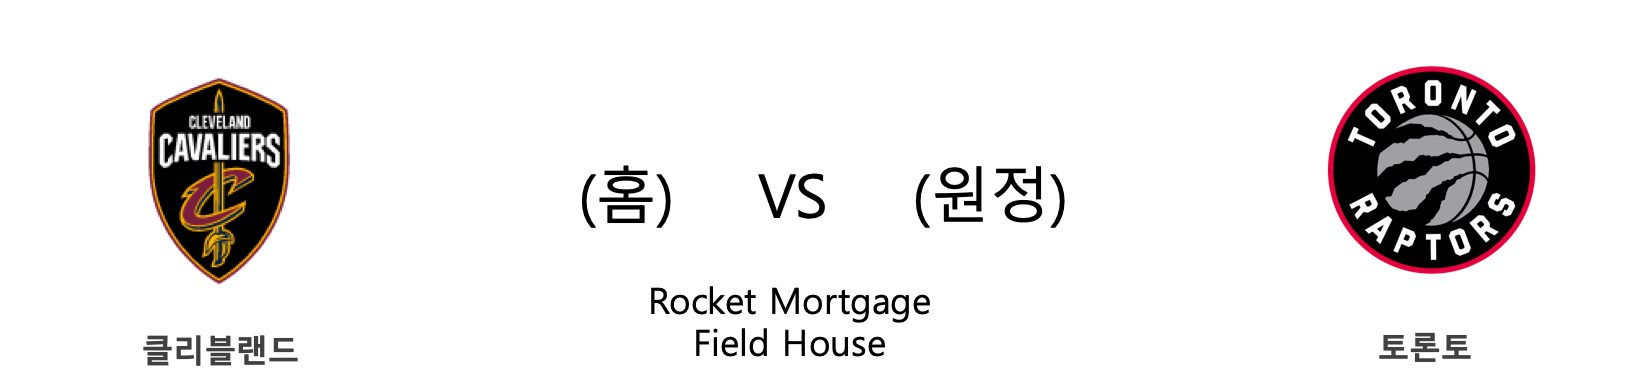 CLEVELAND
CAVALIERS
C
(홈) VS (원정)
TORONTO
RAPTORS
Rocket Mortgage
Field House
클리블랜드
토론토